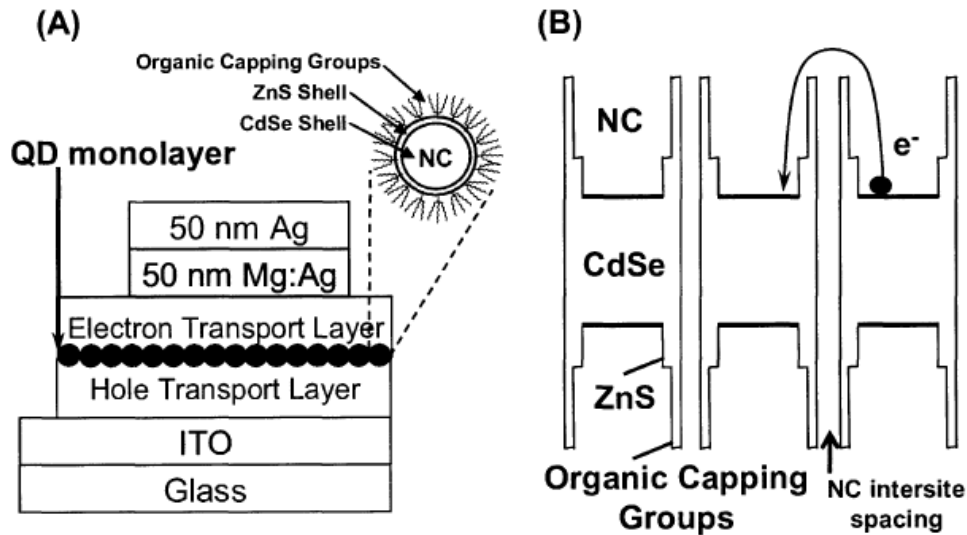 (A)
Organic Capping Groups
ZnS Shell
CdSe Shell
NC
QD monolayer
50 nm Ag
50 nm Mg:Ag
Electron Transport Layer
Hole Transport Layer
ITO
Glass
(B)
NC
e-
CdSe
ZnS
Organic Capping
Groups
NC intersite
spacing